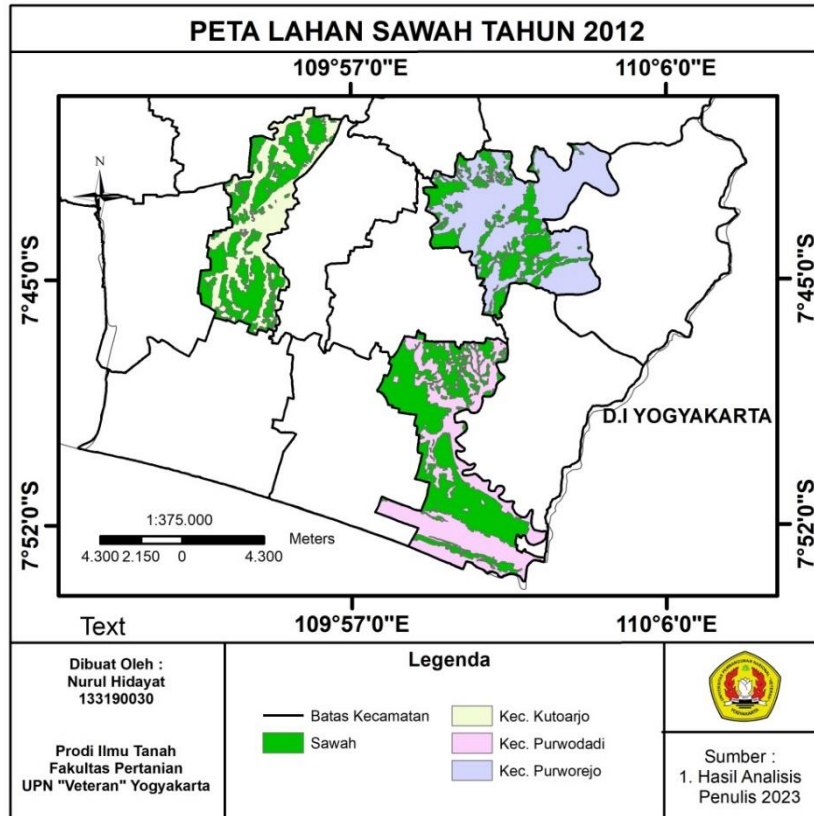 PETA LAHAN SAWAH TAHUN 2012
109°57'0"E
110°6'0"E
N
7°45'0"S
7°45'0"S
D.I YOGYAKARTA
7°52'0"S
7°52'0"S
1:375.000
Meters
4.300 2.150 0 4.300
109°57'0"E
110°6'0"E
Text
Dibuat Oleh :
Nurul Hidayat
133190030
Prodi Ilmu Tanah
Fakultas Pertanian
UPN "Veteran" Yogyakarta
Legenda
Batas Kecamatan
Sawah
Kec. Kutoarjo
Kec. Purwodadi
Kec. Purworejo
YOGYAKARTA
Sumber :
1. Hasil Analisis
Penulis 2023